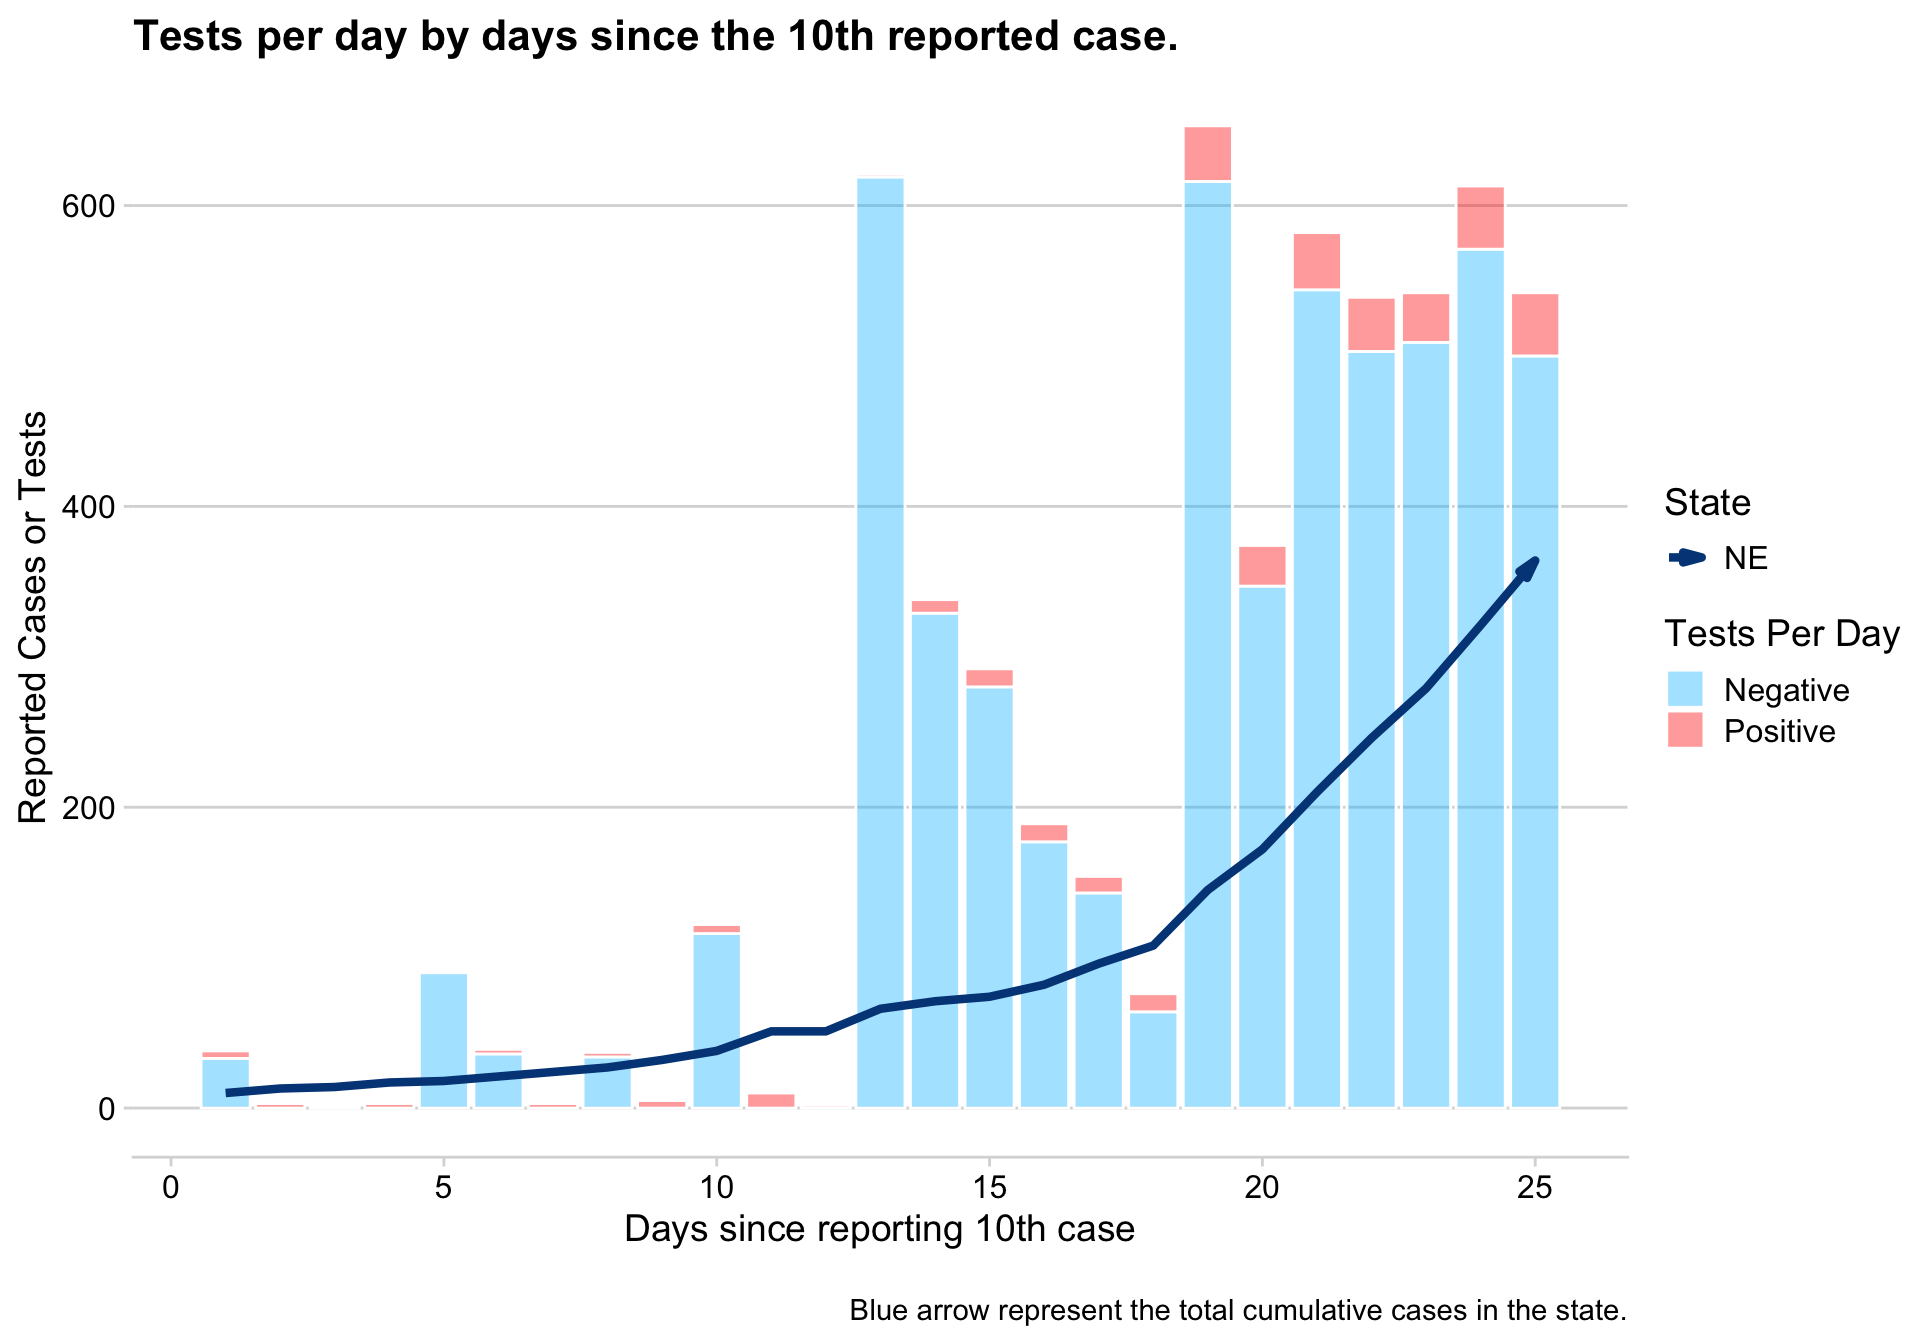 Tests per day by days since the 10th reported case.
Reported Cases or Tests
600
400
200
0
0
5
10
15
20
25
Days since reporting 10th case
State
NE
Tests Per Day
Negative
Positive
Blue arrow represent the total cumulative cases in the state.